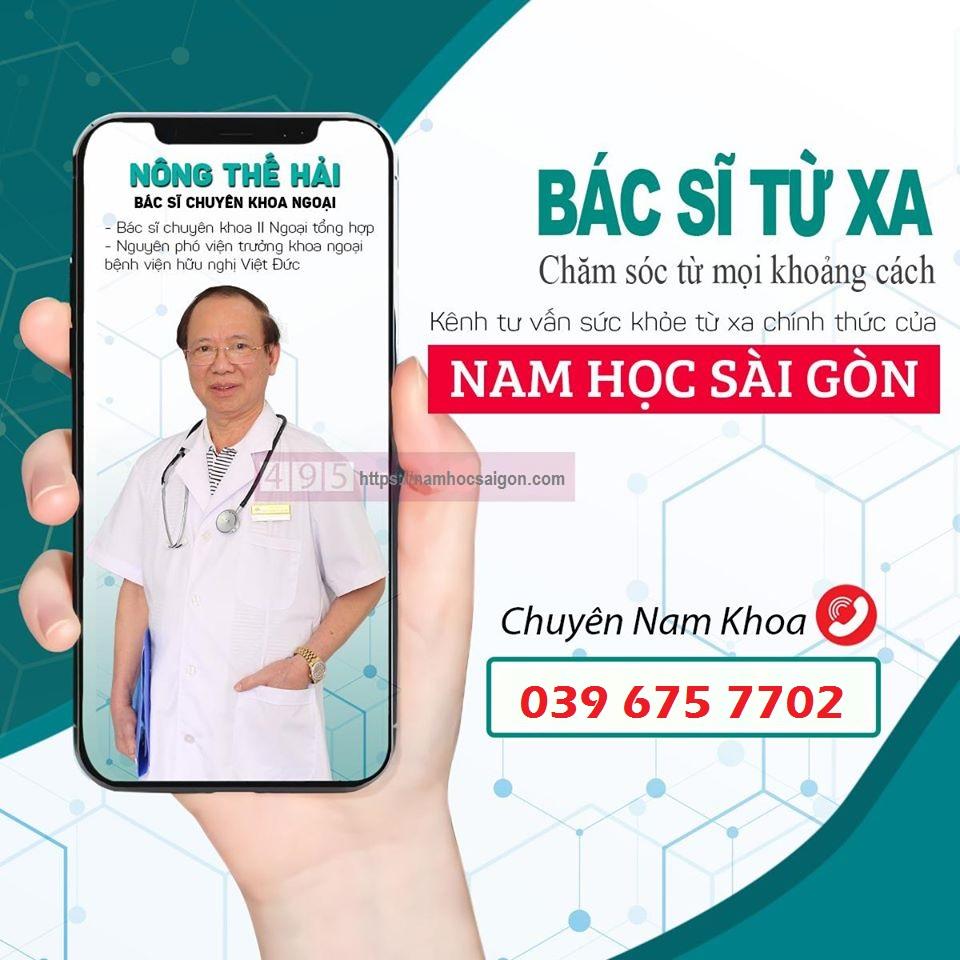 NÔNG THẾ HẢI
BÁC SĨ CHUYÊN KHOA NGOẠI
- Bác sĩ chuyên khoa II Ngoại tổng hợp
- Nguyên phó viện trưởng khoa ngoại
bệnh viện hữu nghị Việt Đức
BÁC SĨ TỪ XA
Chăm sóc từ mọi khoảng cách
Kênh tư vấn sức khỏe từ xa chính thức của
NAM HỌC SÀI GÒN
495 https://namhocsaigon.com
Chuyên Nam Khoa
039 675 7702